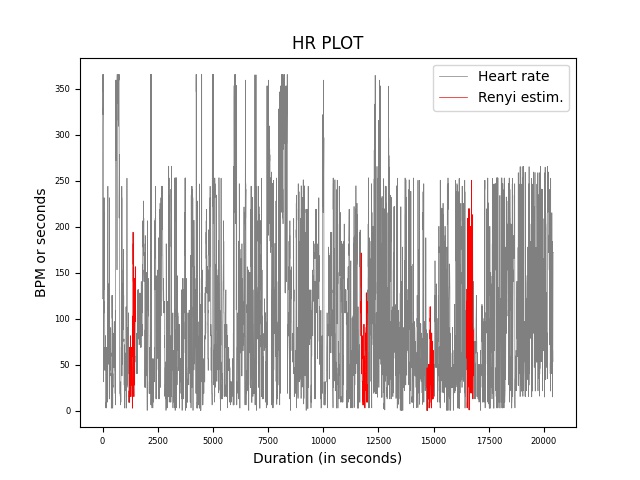 HR PLOT
Heart rate
Renyi estim.
BPM or seconds
350
300
250
200
150
100
50
0
0 2500 5000 7500 10000 12500 15000 17500 20000
Duration (in seconds)